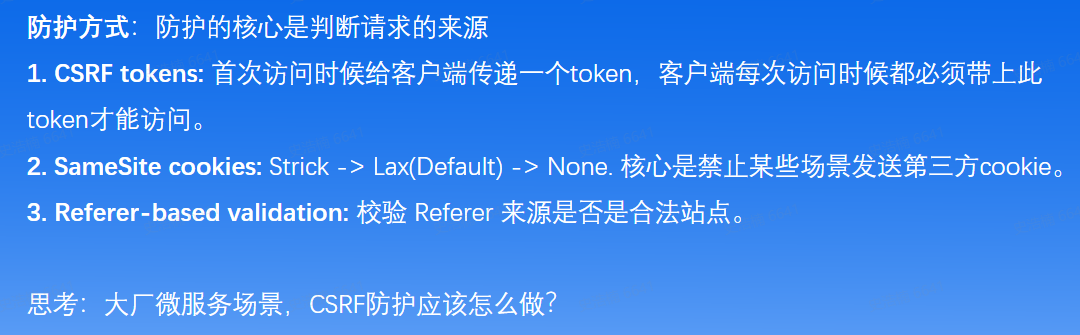 防护方式：防护的核心是判断请求的来源
1. CSRF tokens: 首次访问时候给客户端传递一个token，客户端每次访问时候都必须带上此
token才能访问。
2. SameSite cookies: Strick -> Lax(Default) -> None. 核心是禁止某些场景发送第三方cookie。
3. Referer-based validation: 校验 Referer 来源是否是合法站点。
思考：大厂微服务场景，CSRF防护应该怎么做？